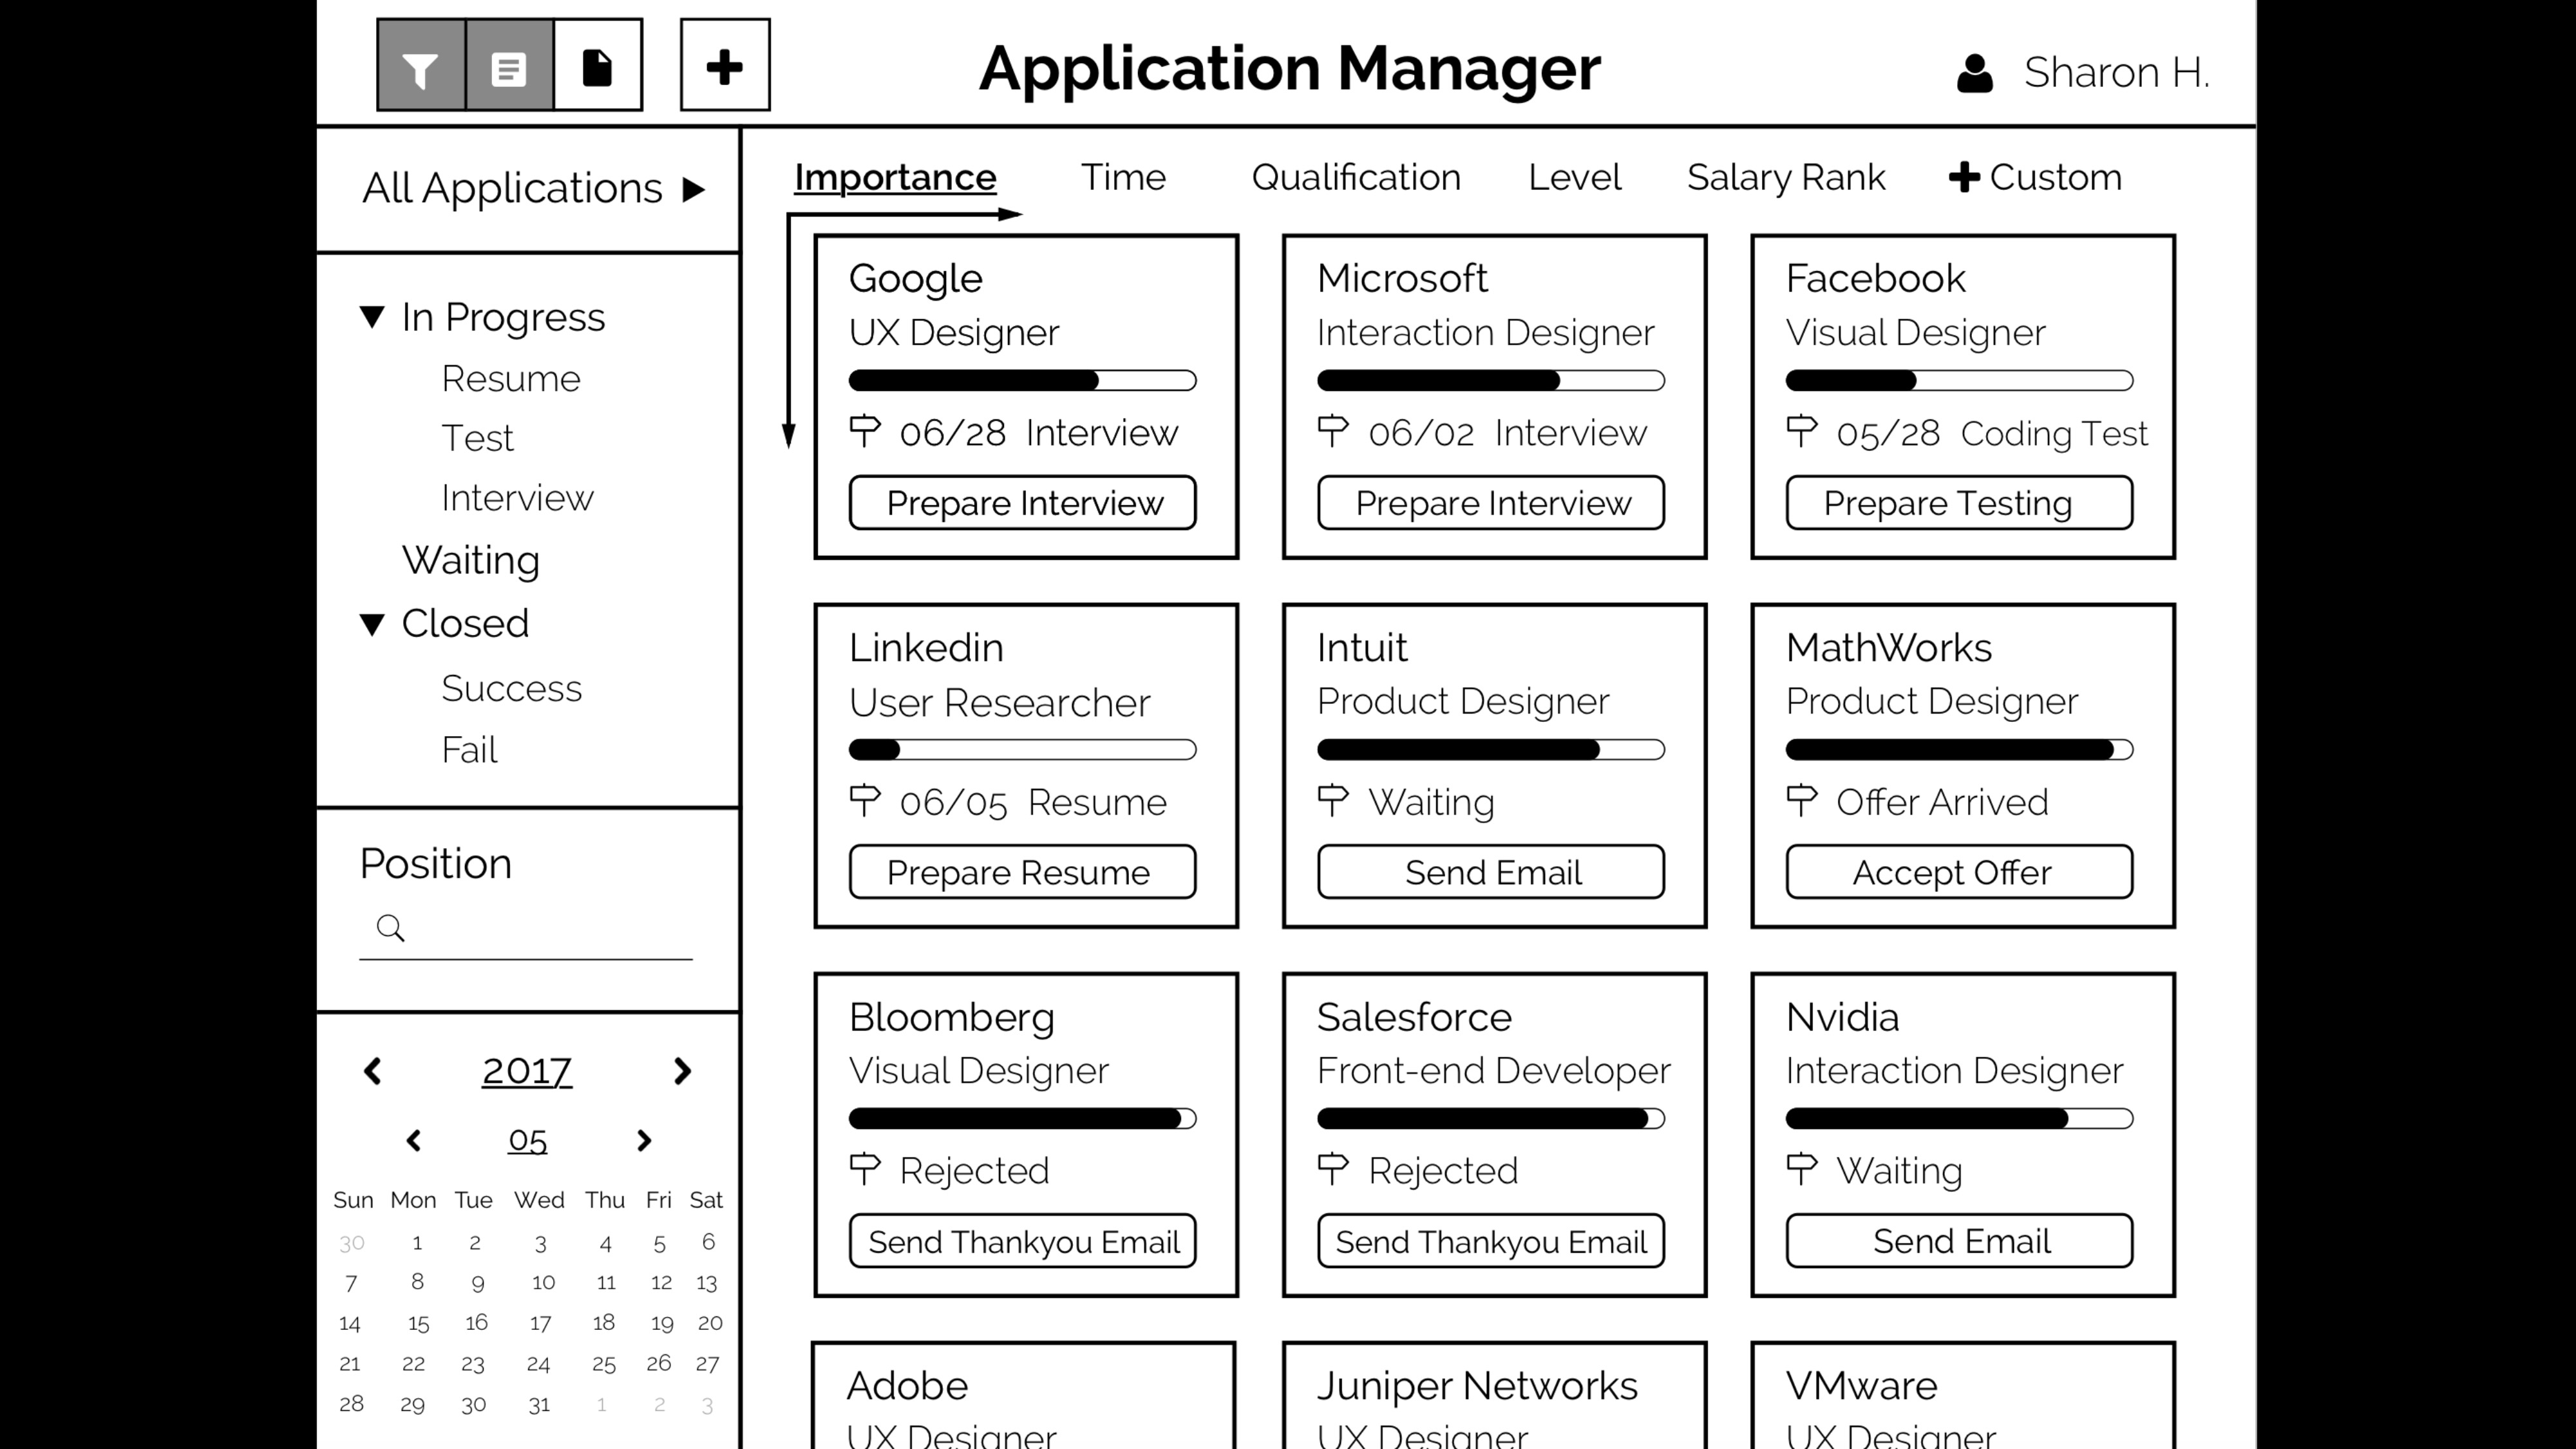 Application Manager
Sharon H.
All Applications
In Progress
Resume
Test
Interview
Waiting
Closed
Success
Fail
Position
2017
05
Sun Mon Tue Wed Thu Fri Sat
30 1 2 3 4 5 6
7 8 9 10 11 12 13
14 15 16 17 18 19 20
21 22 23 24 25 26 27
28 29 30 31 1 2 3
Importance Time Qualification Level Salary Rank Custom
Google
UX Designer
06/28 Interview
Prepare Interview
Microsoft
Interaction Designer
06/02 Interview
Prepare Interview
Facebook
Visual Designer
05/28 Coding Test
Prepare Testing
Linkedin
User Researcher
06/05 Resume
Prepare Resume
Intuit
Product Designer
Waiting
Send Email
MathWorks
Product Designer
Offer Arrived
Accept Offer
Bloomberg
Visual Designer
Rejected
Send Thankyou Email
Salesforce
Front-end Developer
Rejected
Send Thankyou Email
Nvidia
Interaction Designer
Waiting
Send Email
Adobe
UX Designer
Juniper Networks
UX Designer
VMware
UX Designer